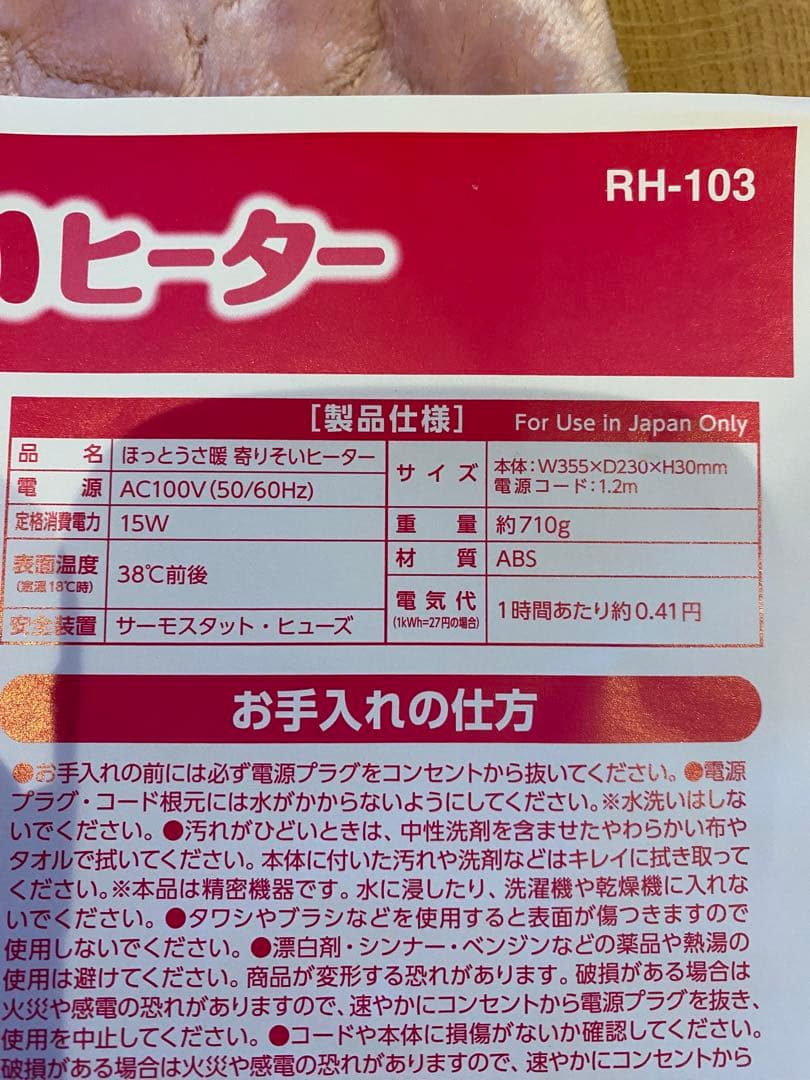 RH-103
ヒーター
[製品仕様] For Use in Japan Only
品名 ほっとうさ暖 寄りそいヒーター
電源 AC100V(50/60Hz)
定格消費電力 15W
表面温度 (室温18℃時) 38℃前後
安全装置 サーモスタット・ヒューズ
サイズ 本体:W355×D230×H30mm
電源コード:1.2m
重量 約710g
材質 ABS
電気代 (1kWh=27円の場合) 1時間あたり約0.41円
お手入れの仕方
●お手入れの前には必ず電源プラグをコンセントから抜いてください。●電源
プラグ・コード根元には水がかからないようにしてください。※水洗いはしな
いでください。●汚れがひどいときは、中性洗剤を含ませたやわらかい布や
タオルで拭いてください。本体に付いた汚れや洗剤などはキレイに拭き取って
ください。※本品は精密機器です。水に浸したり、洗濯機や乾燥機に入れな
いでください。●タワシやブラシなどを使用すると表面が傷つきますので
使用しないでください。●漂白剤・シンナー・ベンジンなどの薬品や熱湯の
使用は避けてください。商品が変形する恐れがあります。破損がある場合は
火災や感電の恐れがありますので、速やかにコンセントから電源プラグを抜き、
使用を中止してください。●コードや本体に損傷がないか確認してください。
破損がある場合は火災や感電の恐れがありますので、速やかにコンセントから